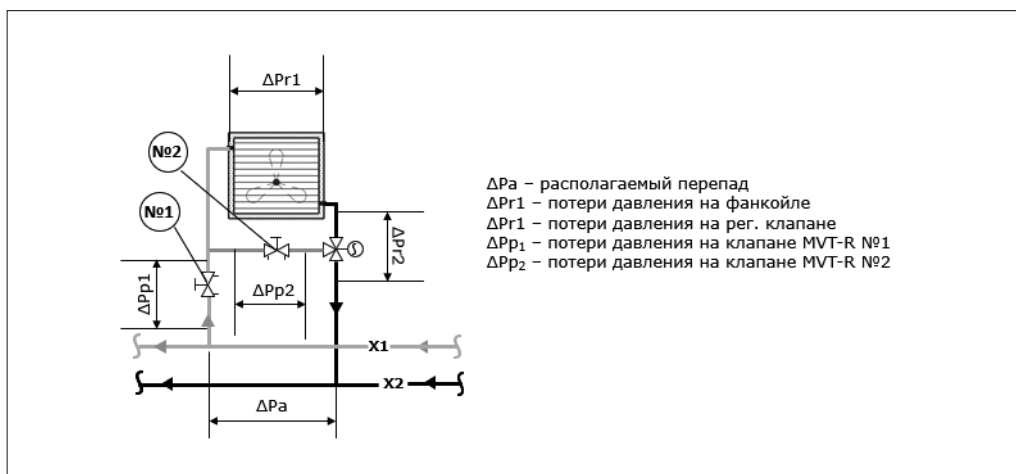 ΔPr1
№2
№1
ΔPr2
ΔPp1
ΔPp2
X1
X2
ΔPa
ΔPa – располагаемый перепад
ΔPr1 – потери давления на фанкойле
ΔPr1 – потери давления на рег. клапане
ΔPp₁ – потери давления на клапане MVT-R №1
ΔPp₂ – потери давления на клапане MVT-R №2